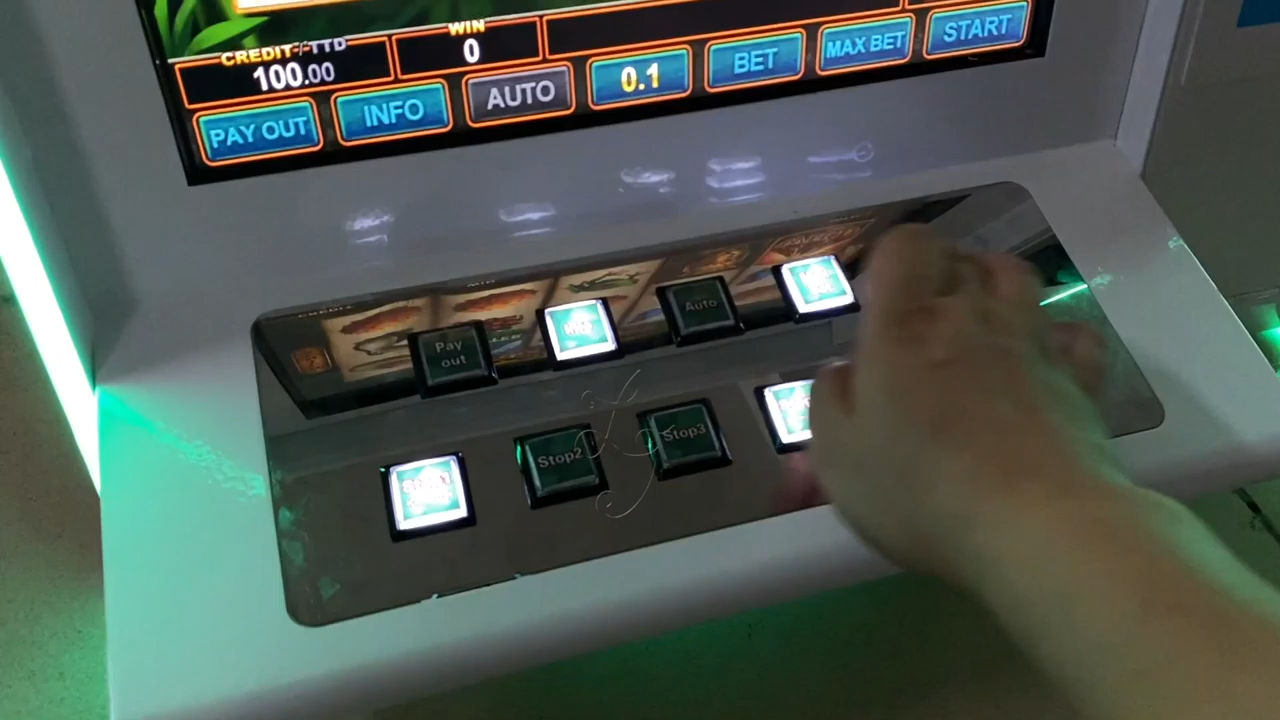 CREDIT/TTD
100.00
WIN
0
PAY OUT
INFO
AUTO
0.1
BET
MAX BET
START
Pay
out
Auto
Stop2
Stop3